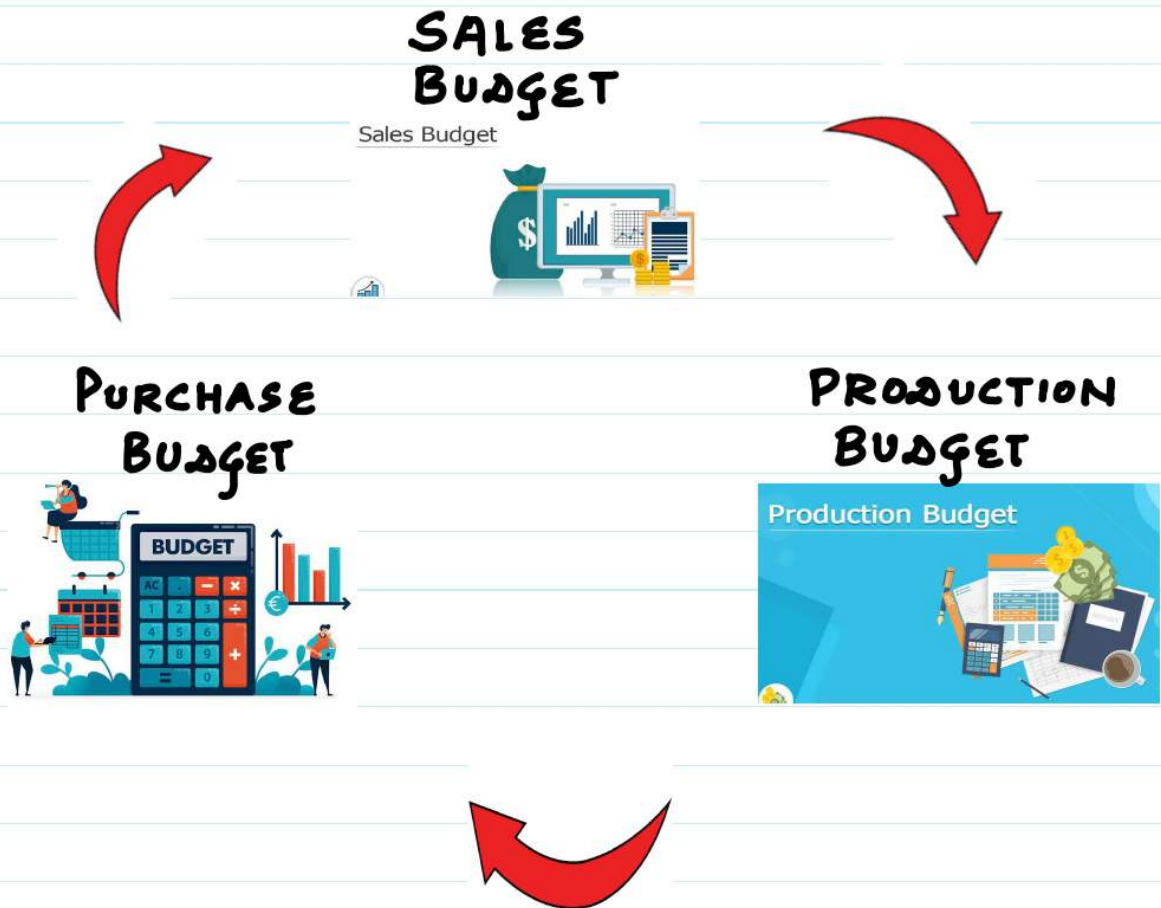 SALES
BUDGET
Sales Budget
$
$
PURCHASE
BUDGET
PRODUCTION
BUDGET
BUDGET
AC . − ×
1 2 3 ÷
4 5 6
7 8 9 +
= 0
€
Production Budget
$
$